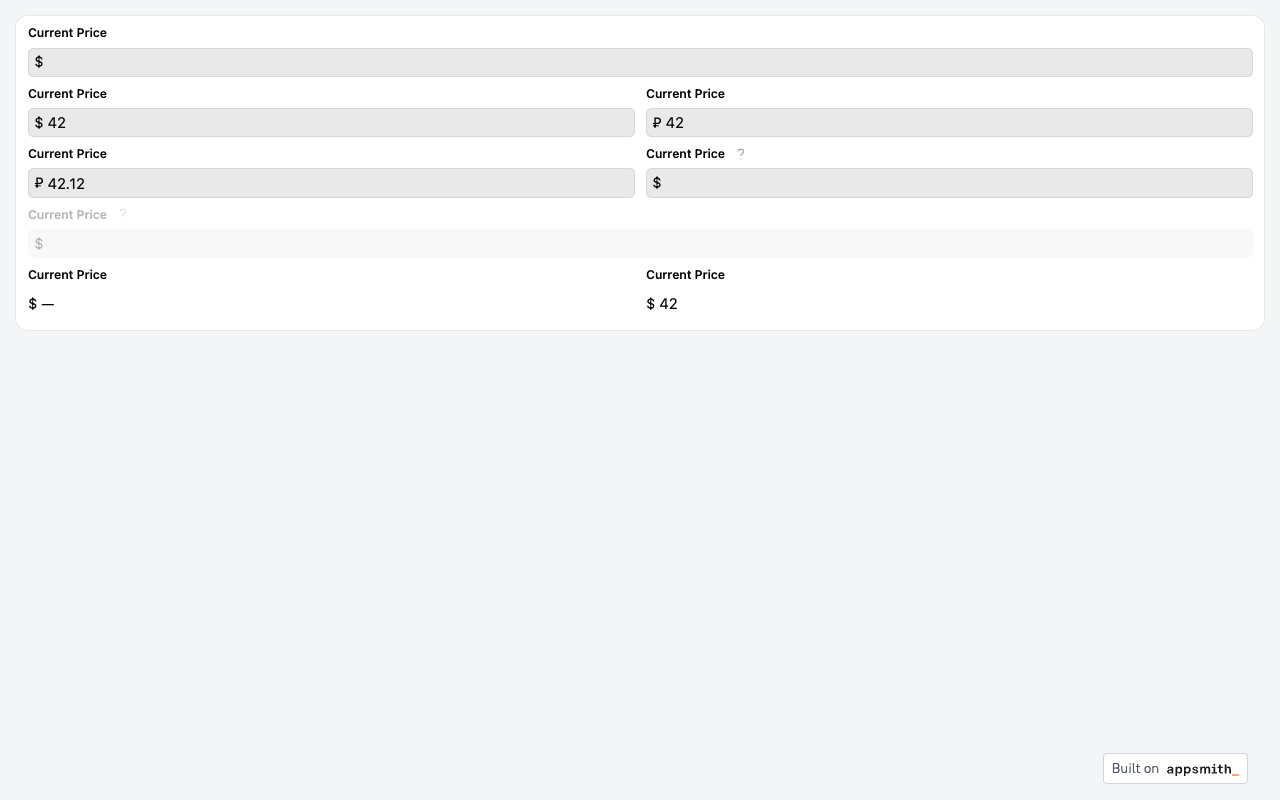 Current Price
$
Current Price
Current Price
$ 42
₽ 42
Current Price
Current Price ?
₽ 42.12
$
Current Price ?
$
Current Price
Current Price
$ —
$ 42
Built on appsmith_